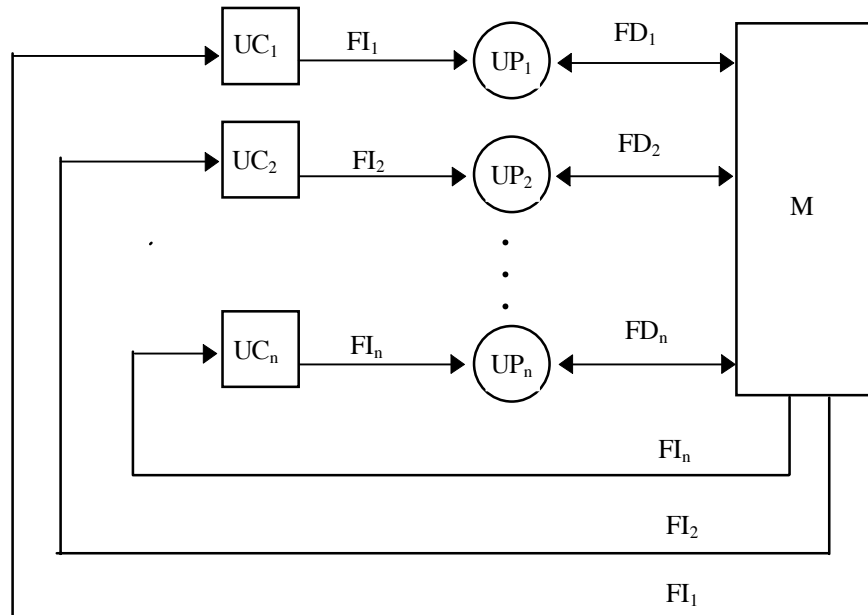 UC₁ FI₁ UP₁ FD₁
UC₂ FI₂ UP₂ FD₂
M
UCₙ FIₙ UPₙ FDₙ
FIₙ
FI₂
FI₁